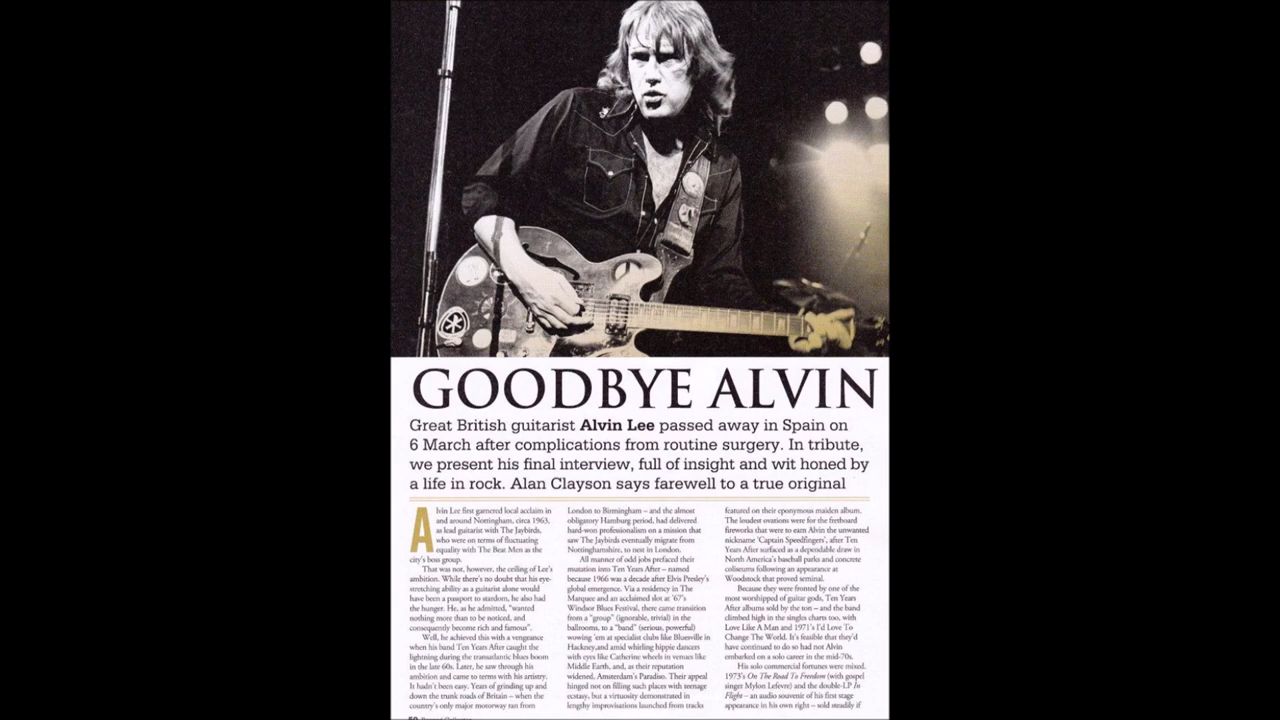 GOODBYE ALVIN
Great British guitarist Alvin Lee passed away in Spain on
6 March after complications from routine surgery. In tribute,
we present his final interview, full of insight and wit honed by
a life in rock. Alan Clayson says farewell to a true original
Alvin Lee first garnered local acclaim in
and around Nottingham, circa 1963,
as lead guitarist with The Jaybirds,
who were on terms of fluctuating
equality with The Beat Men as the
city's boss group.
That was not, however, the ceiling of Lee's
ambition. While there's no doubt that his eye-
stretching ability as a guitarist alone would
have been a passport to stardom, he also had
the hunger. He, as he admitted, "wanted
nothing more than to be noticed, and
consequently become rich and famous".
Well, he achieved this with a vengeance
when his band Ten Years After caught the
lightning during the transatlantic blues boom
in the late 60s. Later, he saw through his
ambition and came to terms with his artistry.
It hadn't been easy. Years of grinding up and
down the trunk roads of Britain – when the
country's only major motorway ran from
London to Birmingham – and the almost
obligatory Hamburg period, had delivered
hard-won professionalism on a mission that
saw The Jaybirds eventually migrate from
Nottinghamshire, to nest in London.
All manner of odd jobs prefaced their
mutation into Ten Years After – named
because 1966 was a decade after Elvis Presley's
global emergence. Via a residency in The
Marquee and an acclaimed slot at '67's
Windsor Blues Festival, there came transition
from a "group" (ignorable, trivial) in the
ballrooms, to a "band" (serious, powerful)
wowing 'em at specialist clubs like Bluesville in
Hackney,and amid whirling hippie dancers
with eyes like Catherine wheels in venues like
Middle Earth, and, as their reputation
widened, Amsterdam's Paradiso. Their appeal
hinged not on filling such places with teenage
ecstasy, but a virtuosity demonstrated in
lengthy improvisations launched from tracks
featured on their eponymous maiden album.
The loudest ovations were for the fretboard
fireworks that were to earn Alvin the unwanted
nickname 'Captain Speedfingers', after Ten
Years After surfaced as a dependable draw in
North America's baseball parks and concrete
coliseums following an appearance at
Woodstock that proved seminal.
Because they were fronted by one of the
most worshipped of guitar gods, Ten Years
After albums sold by the ton – and the band
climbed high in the singles charts too, with
Love Like A Man and 1971's I'd Love To
Change The World. It's feasible that they'd
have continued to do so had not Alvin
embarked on a solo career in the mid-70s.
His solo commercial fortunes were mixed.
1973's On The Road To Freedom (with gospel
singer Mylon Lefevre) and the double-LP In
Flight – an audio souvenir of his first stage
appearance in his own right – sold steadily if